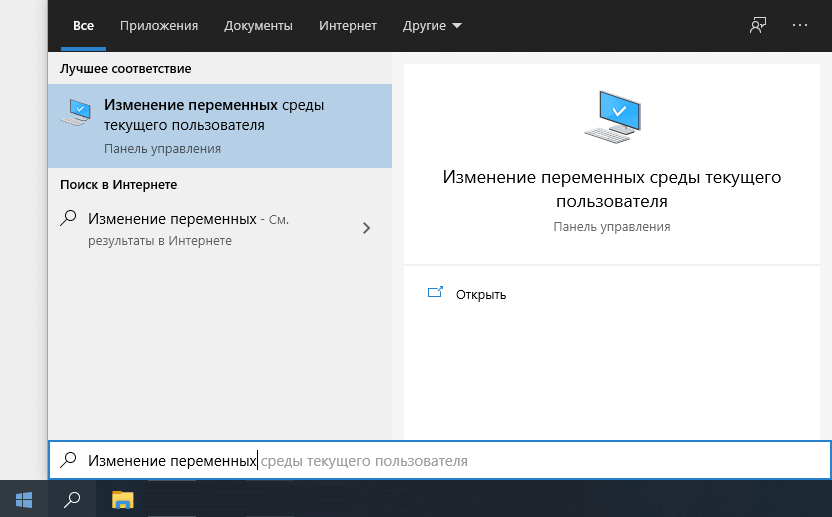 Все Приложения Документы Интернет Другие
Лучшее соответствие
Изменение переменных среды
текущего пользователя
Панель управления
Поиск в Интернете
Изменение переменных - См.
результаты в Интернете
Изменение переменных среды текущего
пользователя
Панель управления
Открыть
Изменение переменных среды текущего пользователя